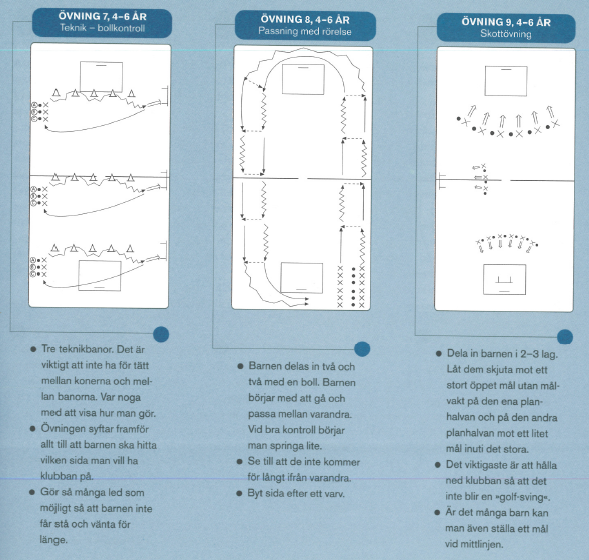 ÖVNING 7, 4–6 ÅR
Teknik – bollkontroll
● Tre teknikbanor. Det är
viktigt att inte ha för tätt
mellan konerna och mel-
lan banorna. Var noga
med att visa hur man gör.
● Övningen syftar framför
allt till att barnen ska hitta
vilken sida man vill ha
klubban på.
● Gör så många led som
möjligt så att barnen inte
får stå och vänta för
länge.
ÖVNING 8, 4–6 ÅR
Passning med rörelse
● Barnen delas in två och
två med en boll. Barnen
börjar med att gå och
passa mellan varandra.
Vid bra kontroll börjar
man springa lite.
● Se till att de inte kommer
för långt ifrån varandra.
● Byt sida efter ett varv.
ÖVNING 9, 4–6 ÅR
Skottövning
● Dela in barnen i 2–3 lag.
Låt dem skjuta mot ett
stort öppet mål utan mål-
vakt på den ena plan-
halvan och på den andra
planhalvan mot ett litet
mål inuti det stora.
● Det viktigaste är att hålla
ned klubban så att det
inte blir en »golf-sving».
● Är det många barn kan
man även ställa ett mål
vid mittlinjen.